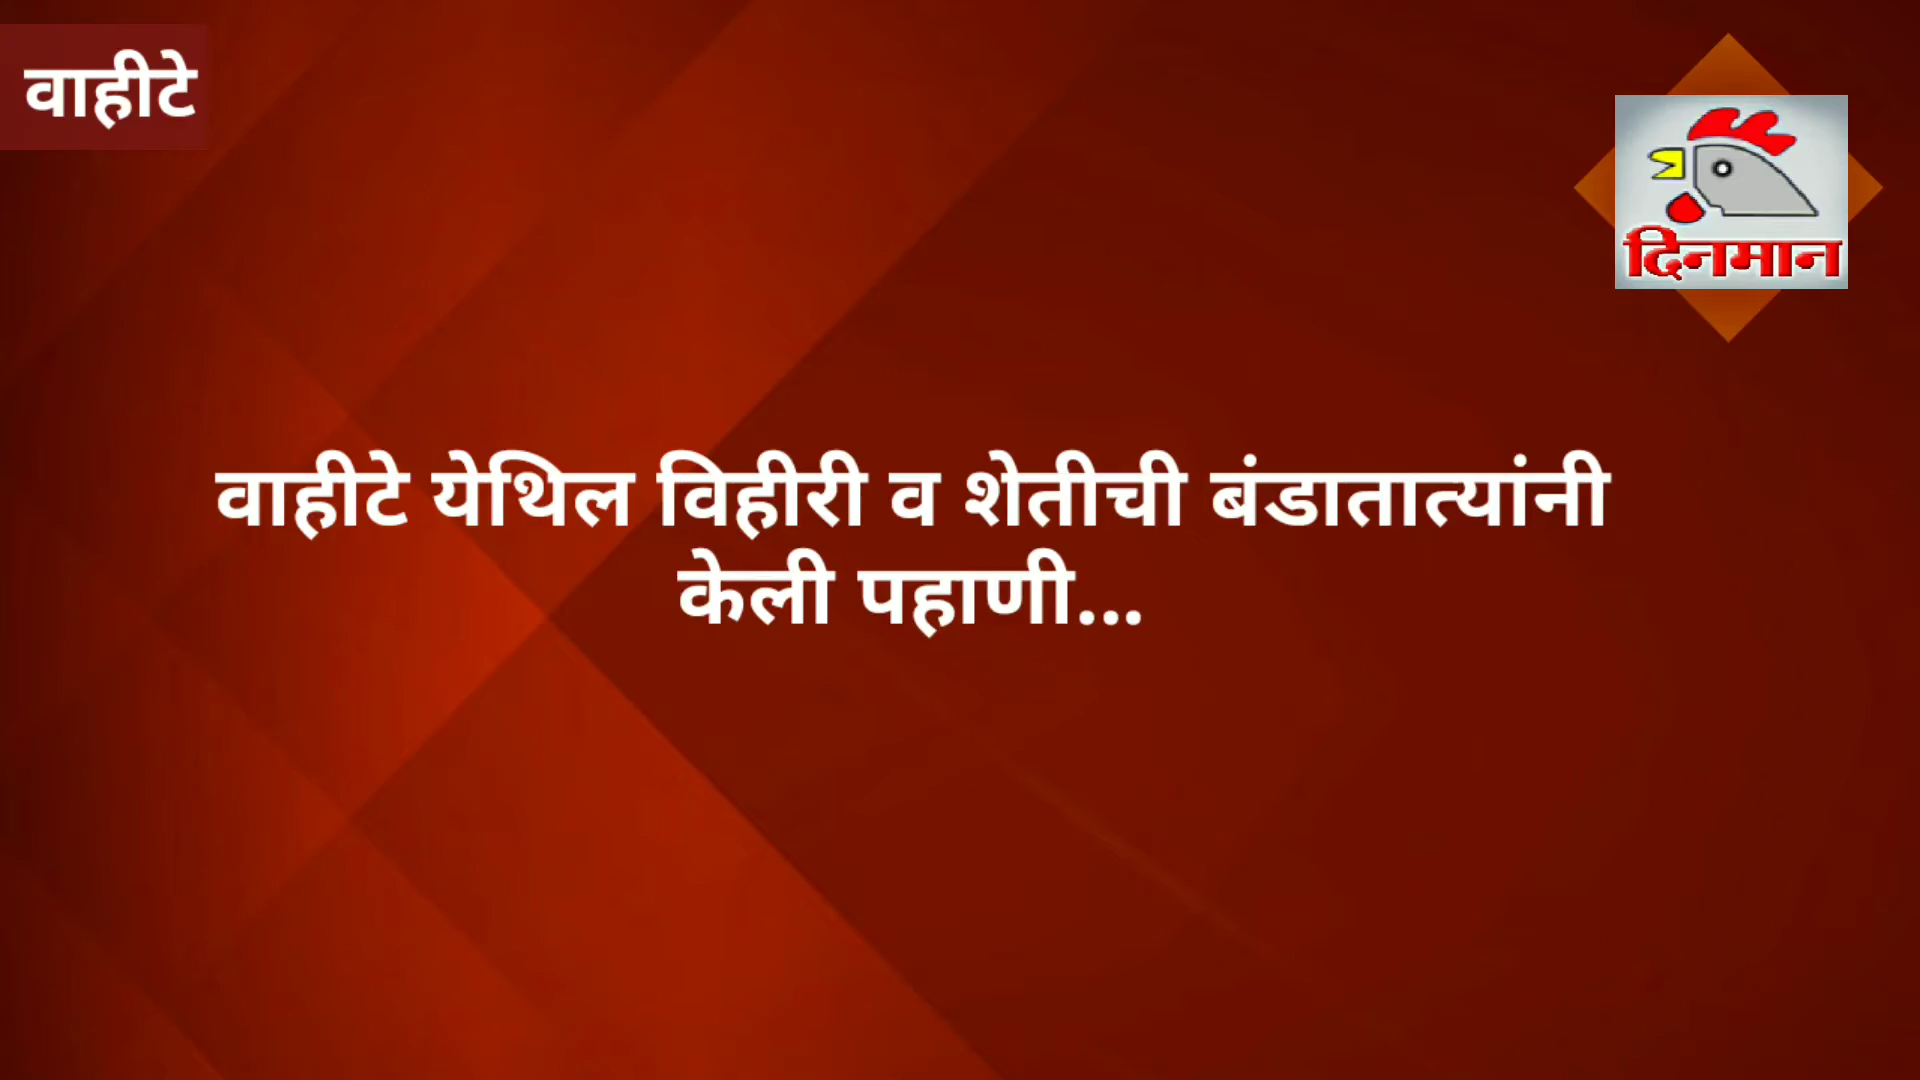 वाहीटे
दिनमान
वाहीटे येथिल विहीरी व शेतीची बंडातात्यांनी
केली पहाणी...